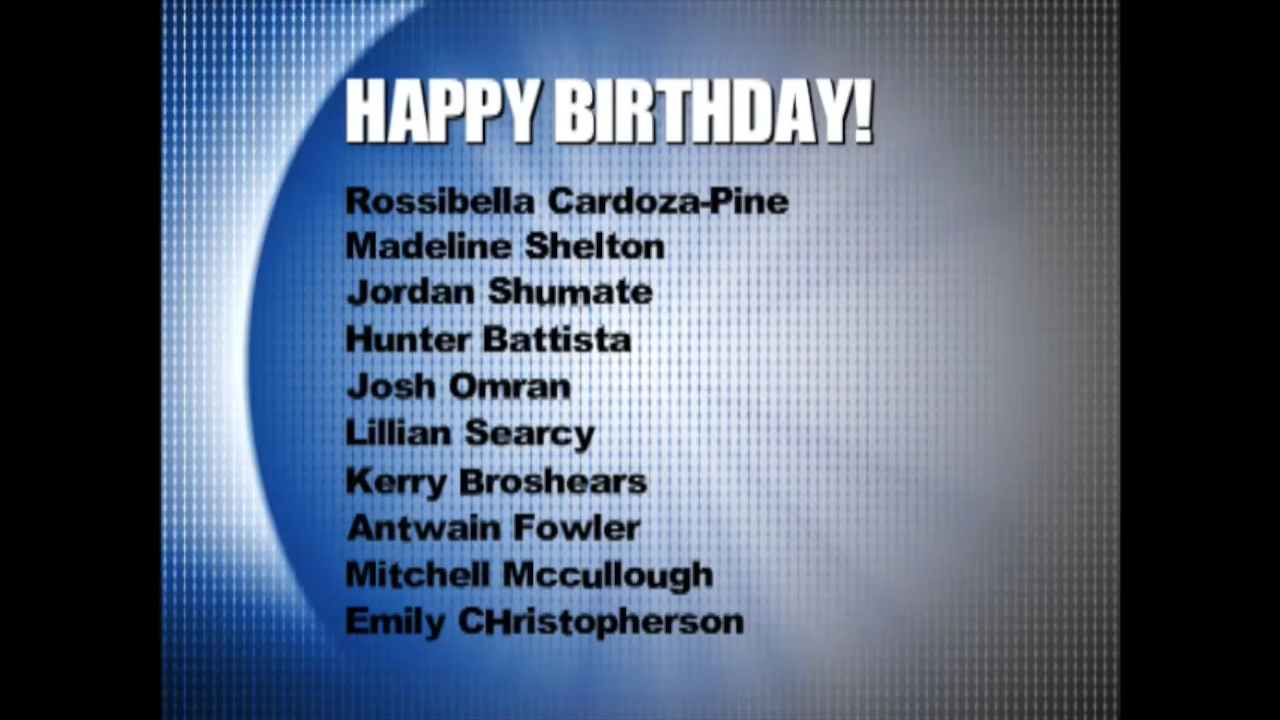 HAPPY BIRTHDAY!
Rossibella Cardoza-Pine
Madeline Shelton
Jordan Shumate
Hunter Battista
Josh Omran
Lillian Searcy
Kerry Broshears
Antwain Fowler
Mitchell Mccullough
Emily CHristopherson